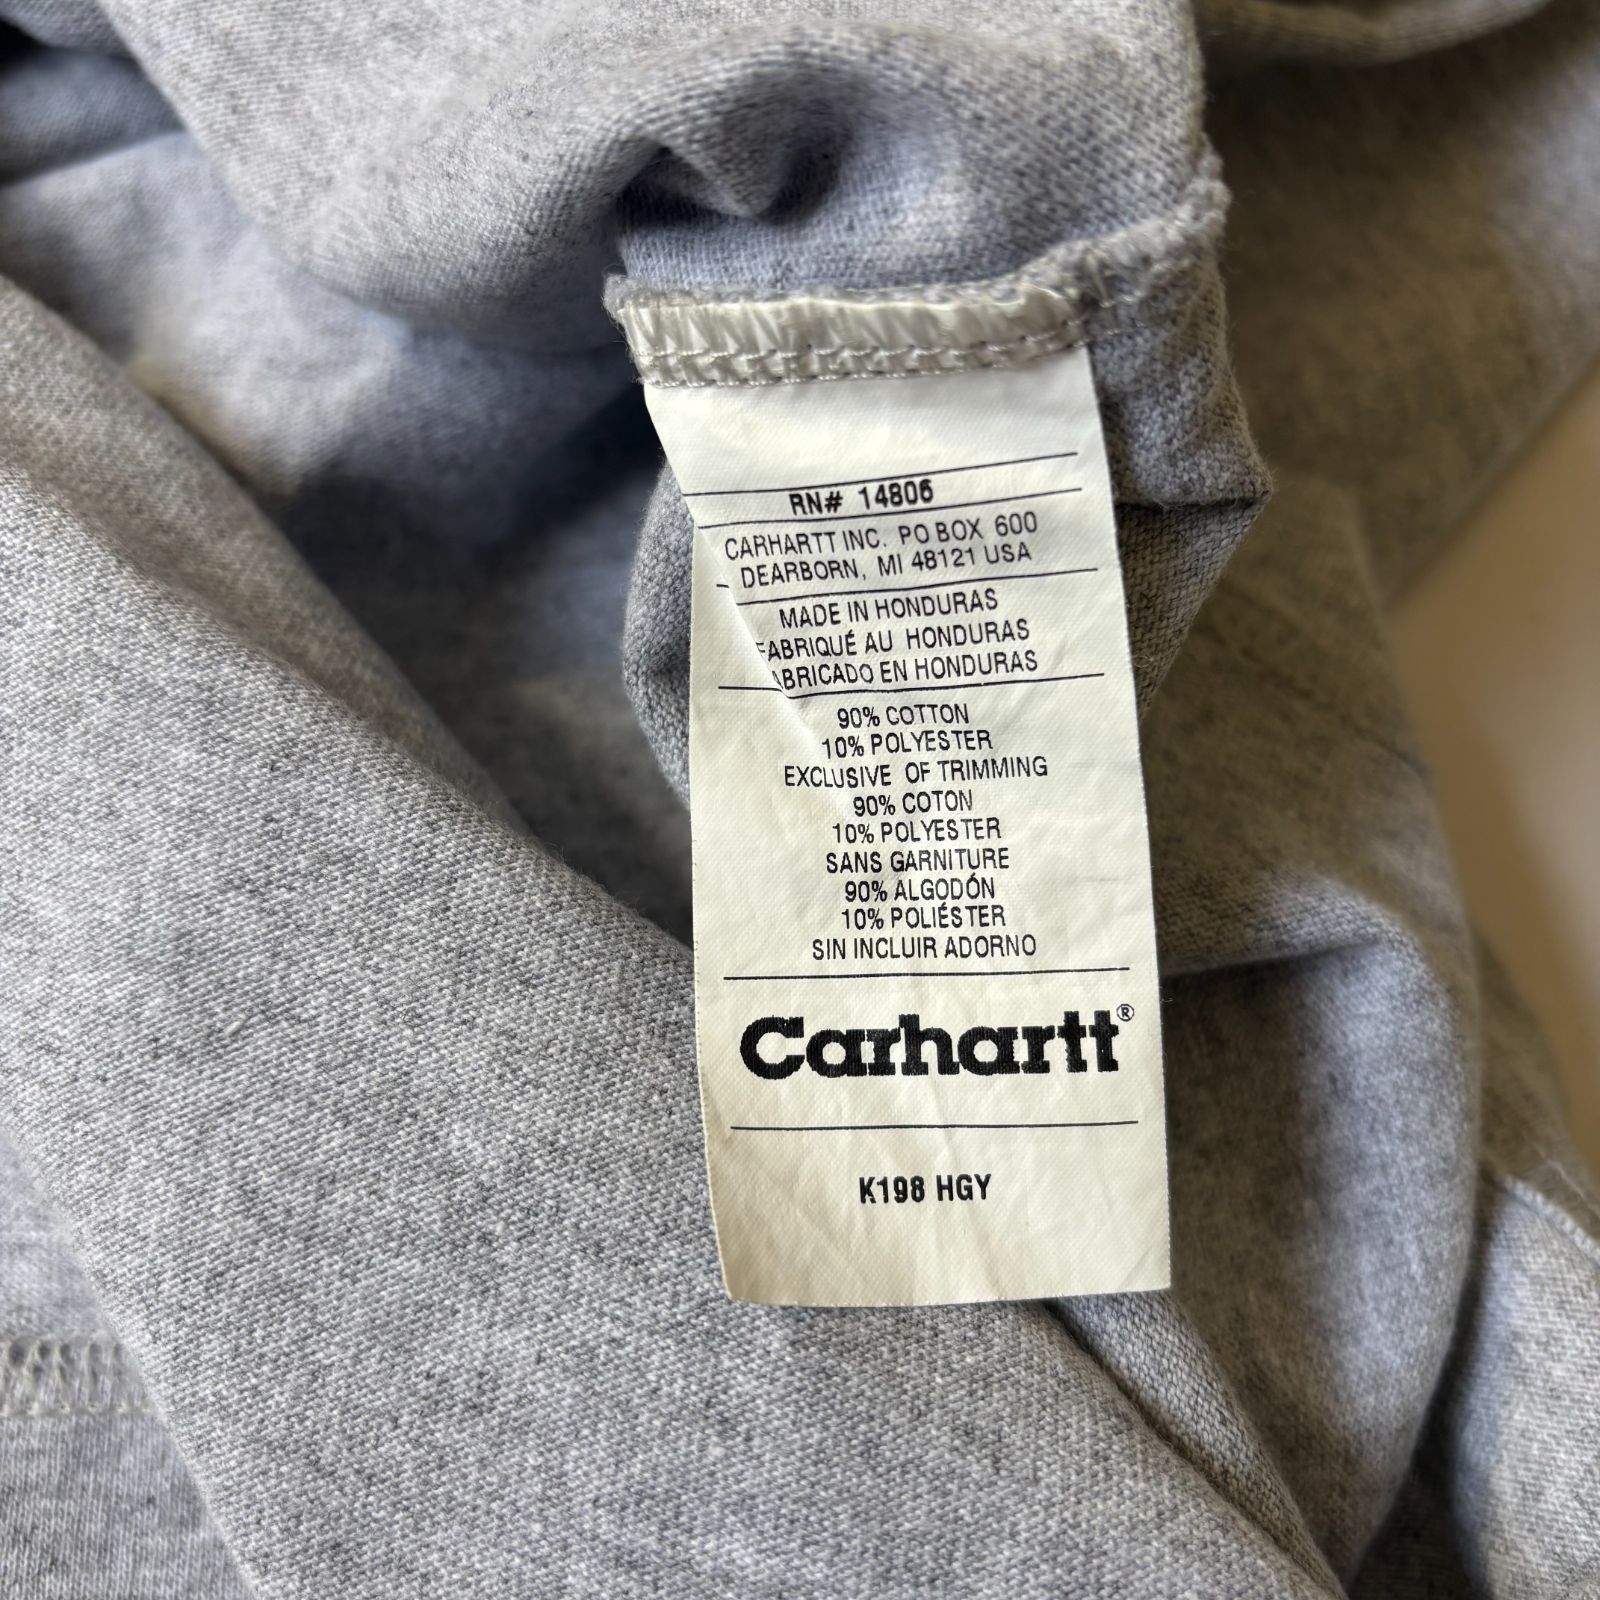 RN# 14806
CARHARTT INC. PO BOX 600
DEARBORN, MI 48121 USA
MADE IN HONDURAS
FABRIQUÉ AU HONDURAS
ABRICADO EN HONDURAS
90% COTTON
10% POLYESTER
EXCLUSIVE OF TRIMMING
90% COTON
10% POLYESTER
SANS GARNITURE
90% ALGODÓN
10% POLIÉSTER
SIN INCLUIR ADORNO
Carhartt®
K198 HGY